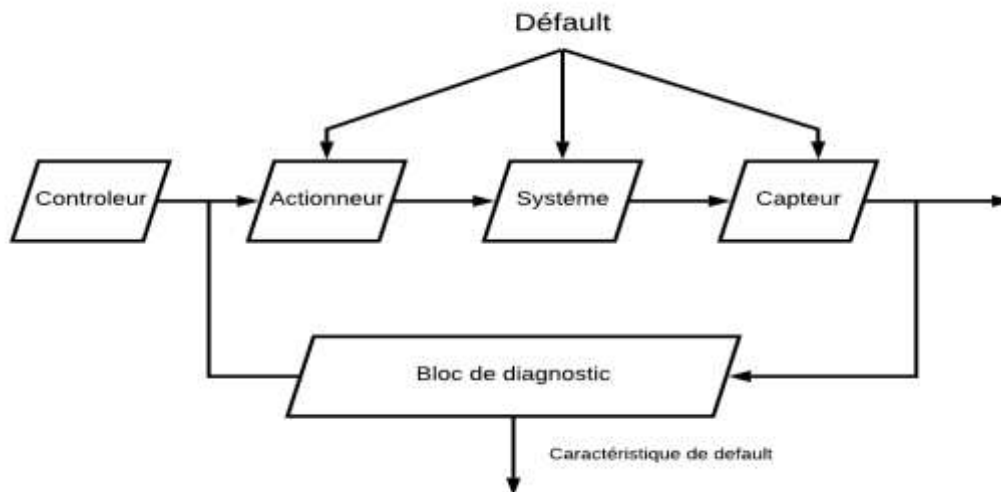 Défault
Controleur
Actionneur
Systéme
Capteur
Bloc de diagnostic
Caractéristique de default